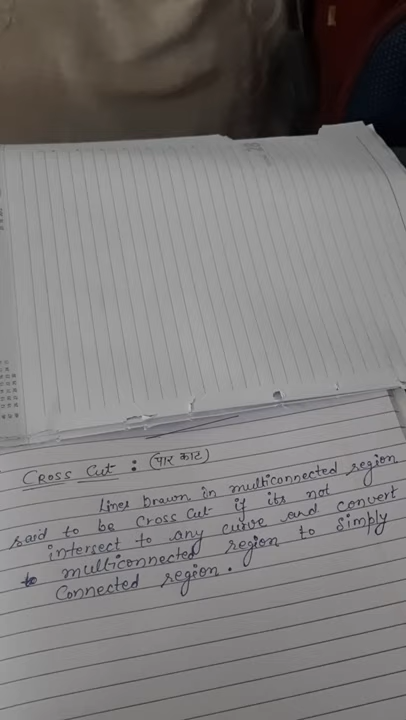 CROSS CUT : (पार काट)
Lines Drawn in multiconnected region
said to be Cross Cut if its not
intersect to any curve and convert
to multiconnected region to Simply
Connected region.